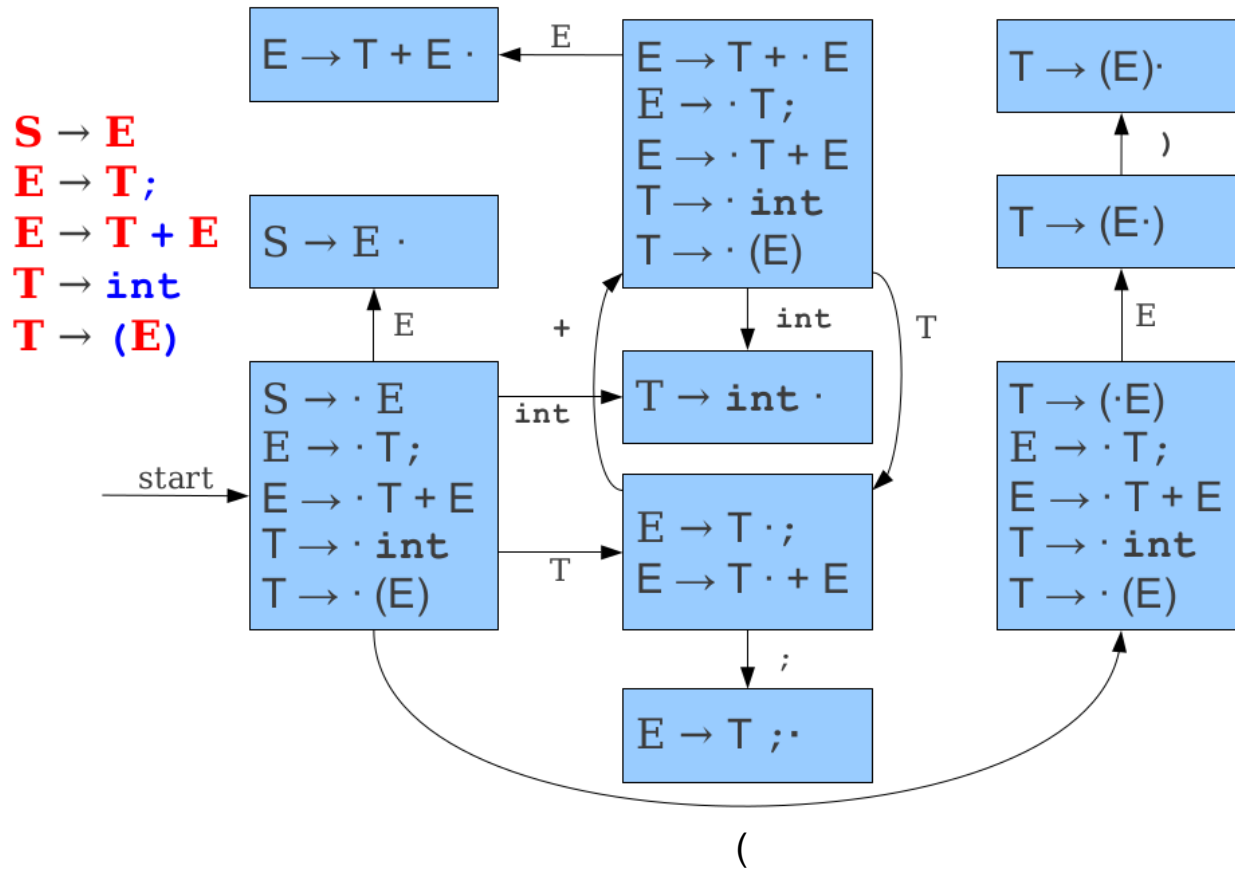 S → E
E → T ;
E → T + E
T → int
T → (E)
E → T + E ·
E
E → T + · E
E → · T ;
E → · T + E
T → · int
T → · (E)
T → (E)·
)
T → (E·)
E
S → E ·
E
+
int
T
start
S → · E
E → · T ;
E → · T + E
T → · int
T → · (E)
int
T
T → int ·
E → T · ;
E → T · + E
;
E → T ; ·
T → (·E)
E → · T ;
E → · T + E
T → · int
T → · (E)
(